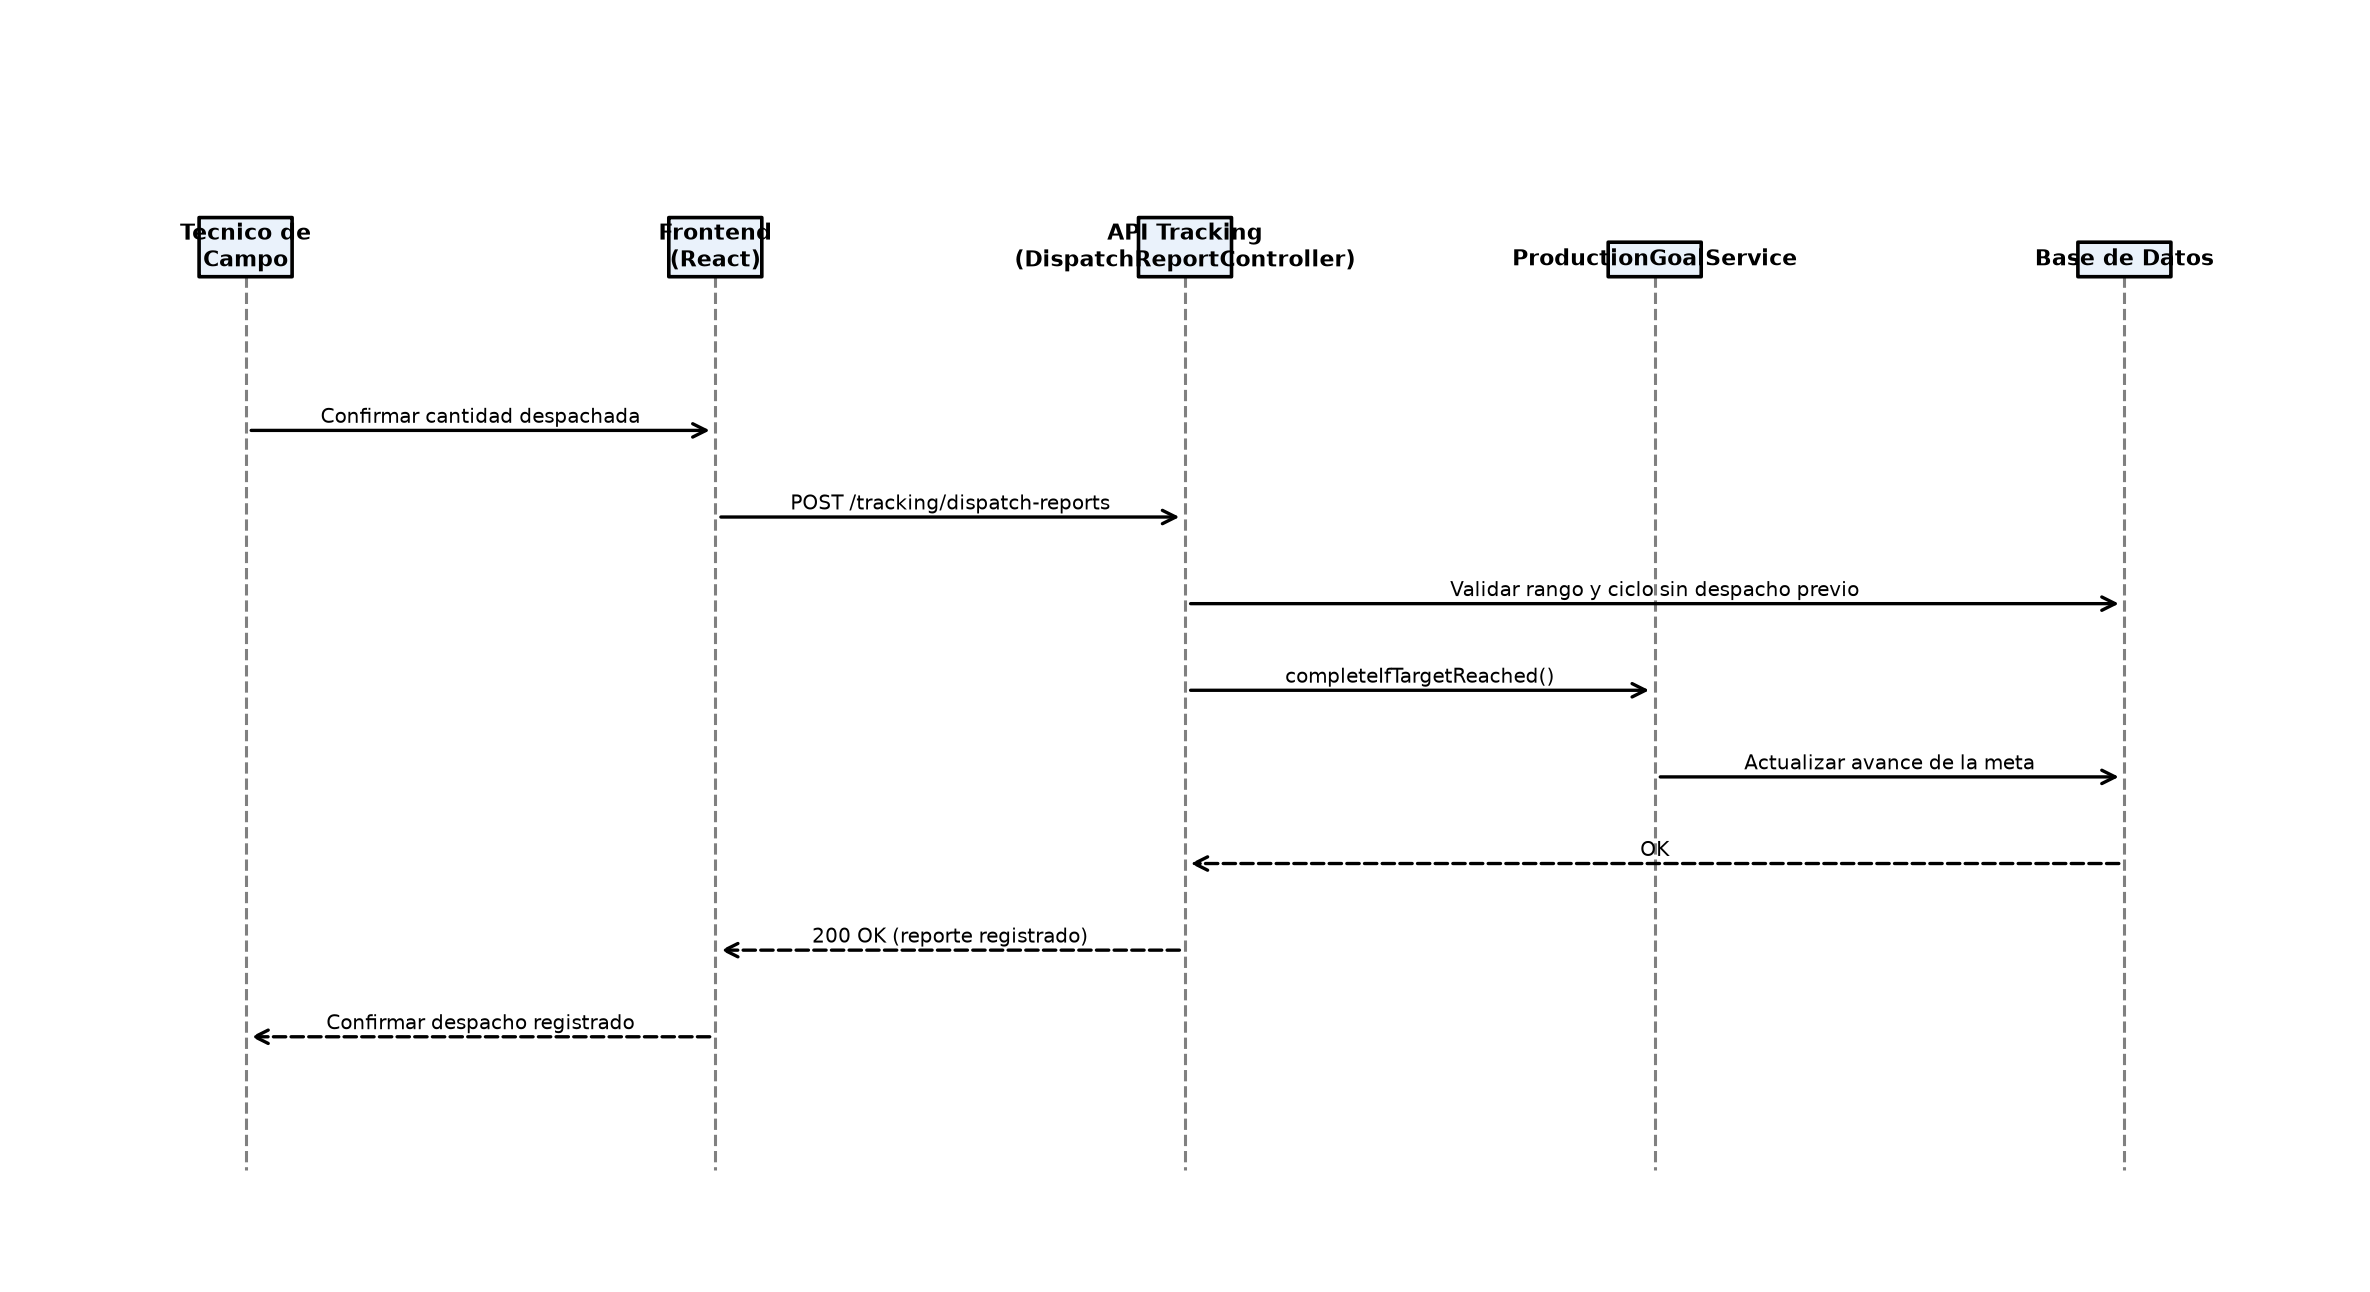 Tecnico de
Campo
Frontend
(React)
API Tracking
(DispatchReportController)
ProductionGoalService
Base de Datos
Confirmar cantidad despachada
POST /tracking/dispatch-reports
Validar rango y ciclo sin despacho previo
completeIfTargetReached()
Actualizar avance de la meta
OK
200 OK (reporte registrado)
Confirmar despacho registrado